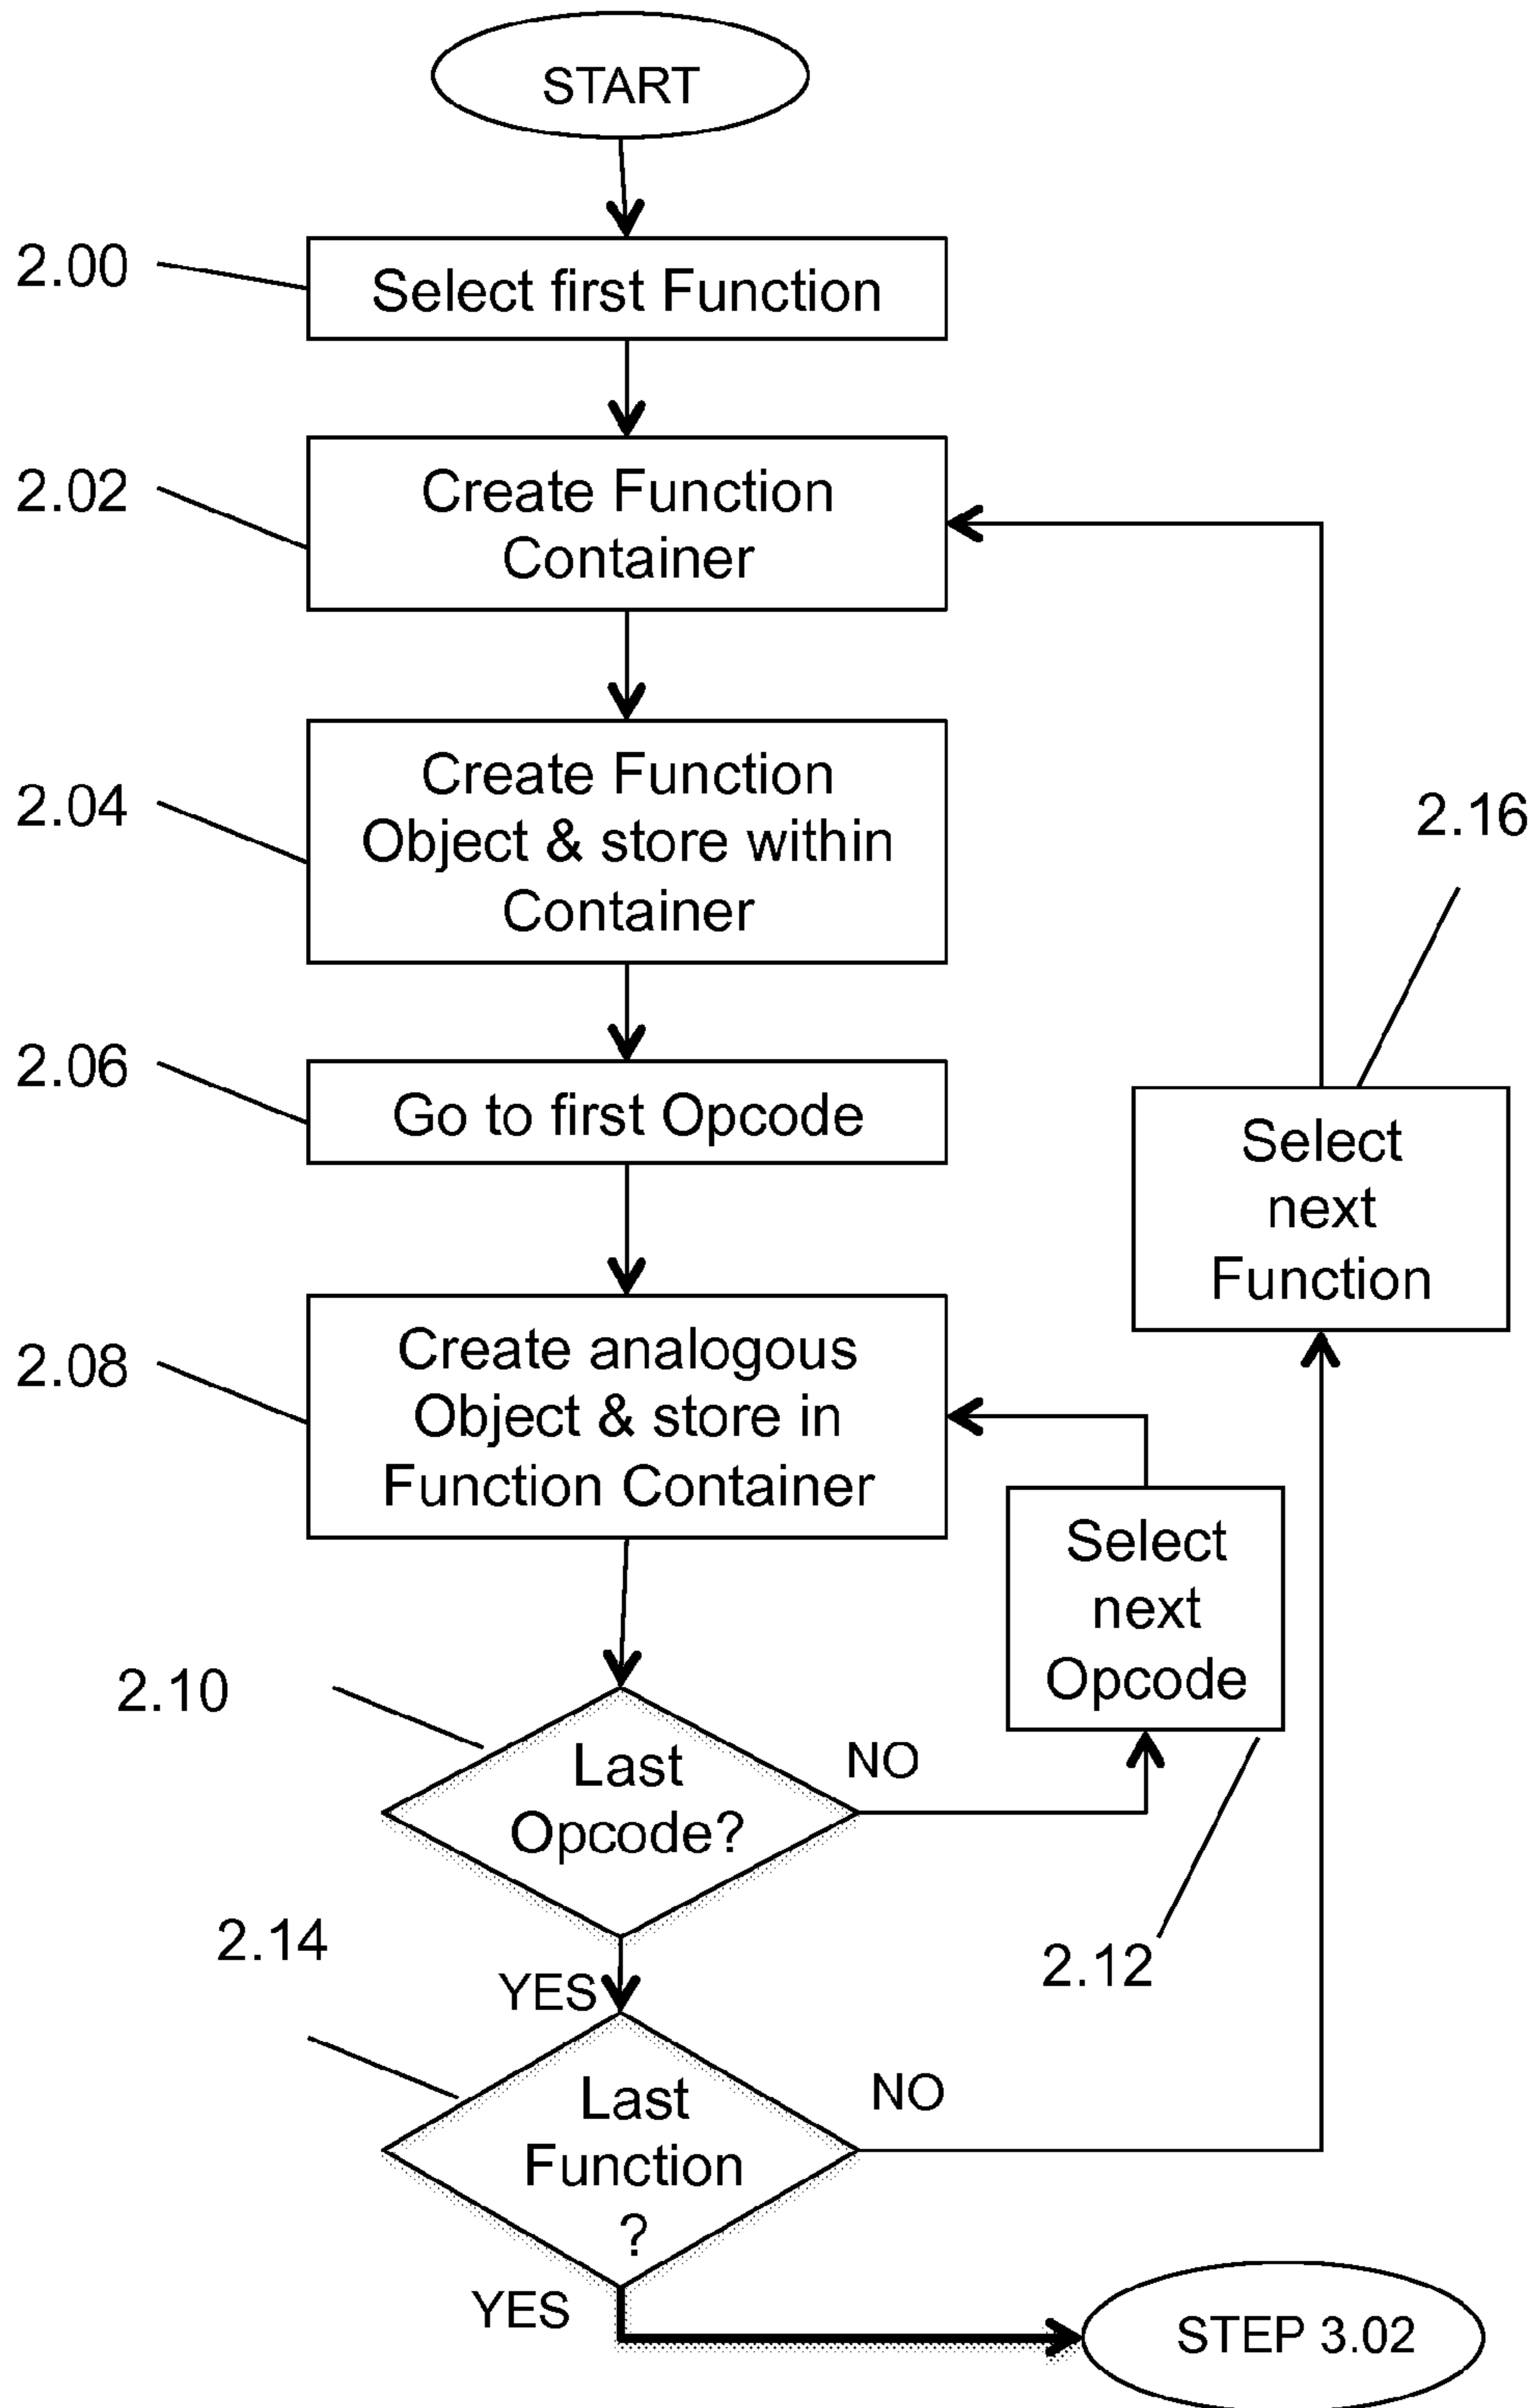 START
2.00
Select first Function
2.02
Create Function
Container
2.04
Create Function
Object & store within
Container
2.16
2.06
Go to first Opcode
Select
next
Function
2.08
Create analogous
Object & store in
Function Container
Select
next
Opcode
2.10
Last
Opcode?
NO
2.14
YES
2.12
Last
Function
?
NO
YES
STEP 3.02